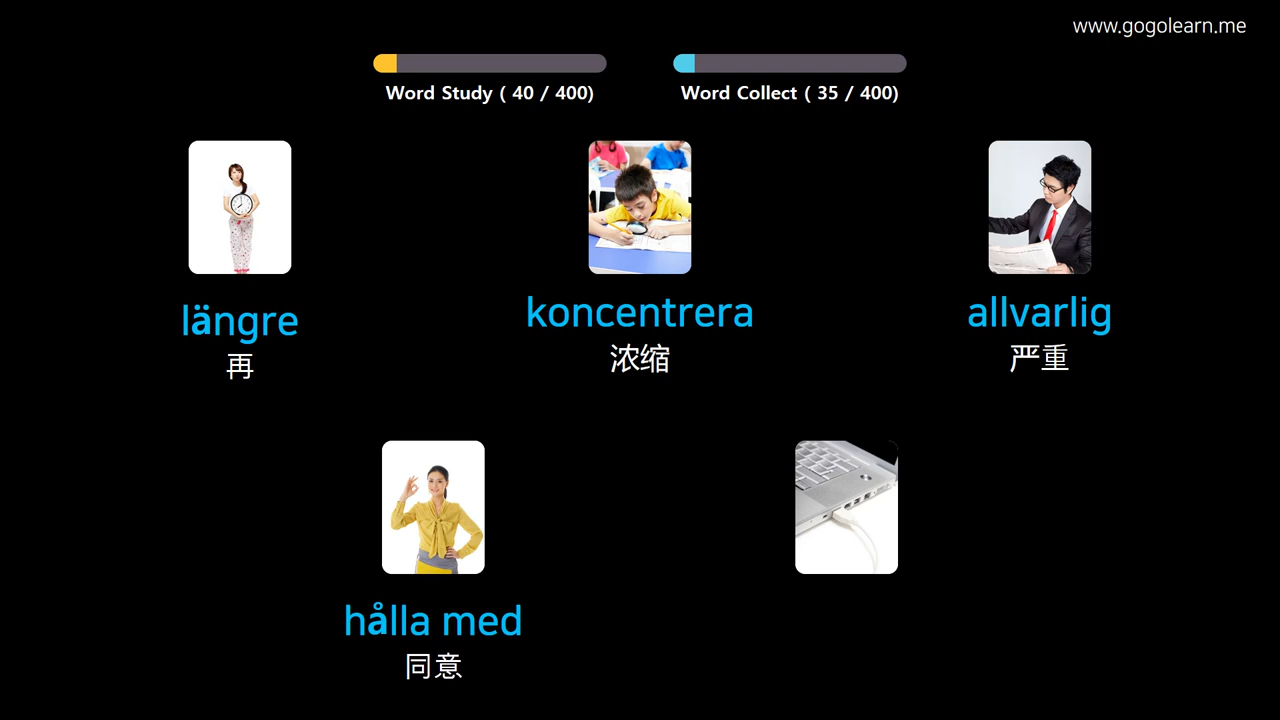 www.gogolearn.me
Word Study ( 40 / 400)
Word Collect ( 35 / 400)
längre
再
koncentrera
浓缩
allvarlig
严重
hålla med
同意